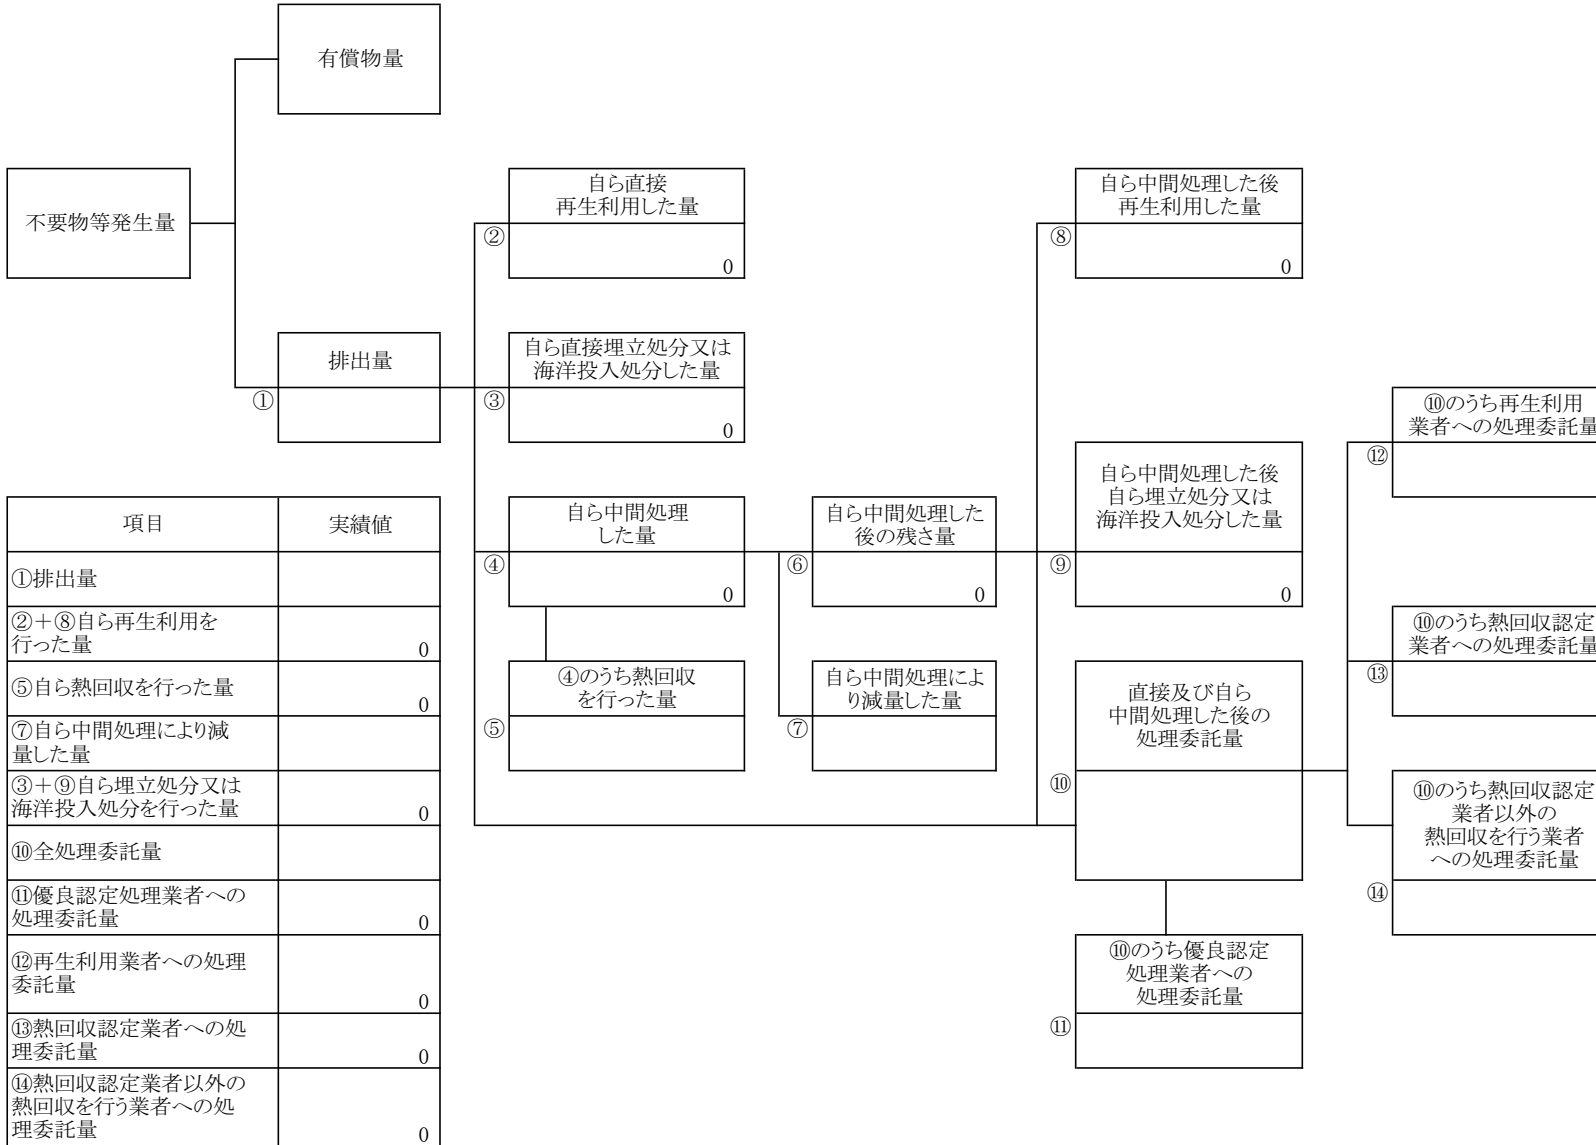 有償物量
不要物等発生量
自ら直接
再生利用した量
②
0
自ら中間処理した後
再生利用した量
⑧
0
排出量
①
自ら直接埋立処分又は
海洋投入処分した量
③
0
⑩のうち再生利用
業者への処理委託量
⑫
自ら中間処理
した量
④
0
自ら中間処理した
後の残さ量
⑥
0
自ら中間処理した後
自ら埋立処分又は
海洋投入処分した量
⑨
0
④のうち熱回収
を行った量
⑤
自ら中間処理によ
り減量した量
⑦
直接及び自ら
中間処理した後の
処理委託量
⑩
⑩のうち熱回収認定
業者への処理委託量
⑬
⑩のうち熱回収認定
業者以外の
熱回収を行う業者
への処理委託量
⑭
⑩のうち優良認定
処理業者への
処理委託量
⑪
項目
実績値
①排出量
②+⑧自ら再生利用を
行った量
0
⑤自ら熱回収を行った量
0
⑦自ら中間処理により減
量した量
③+⑨自ら埋立処分又は
海洋投入処分を行った量
0
⑩全処理委託量
⑪優良認定処理業者への
処理委託量
0
⑫再生利用業者への処理
委託量
0
⑬熱回収認定業者への処
理委託量
0
⑭熱回収認定業者以外の
熱回収を行う業者への処
理委託量
0